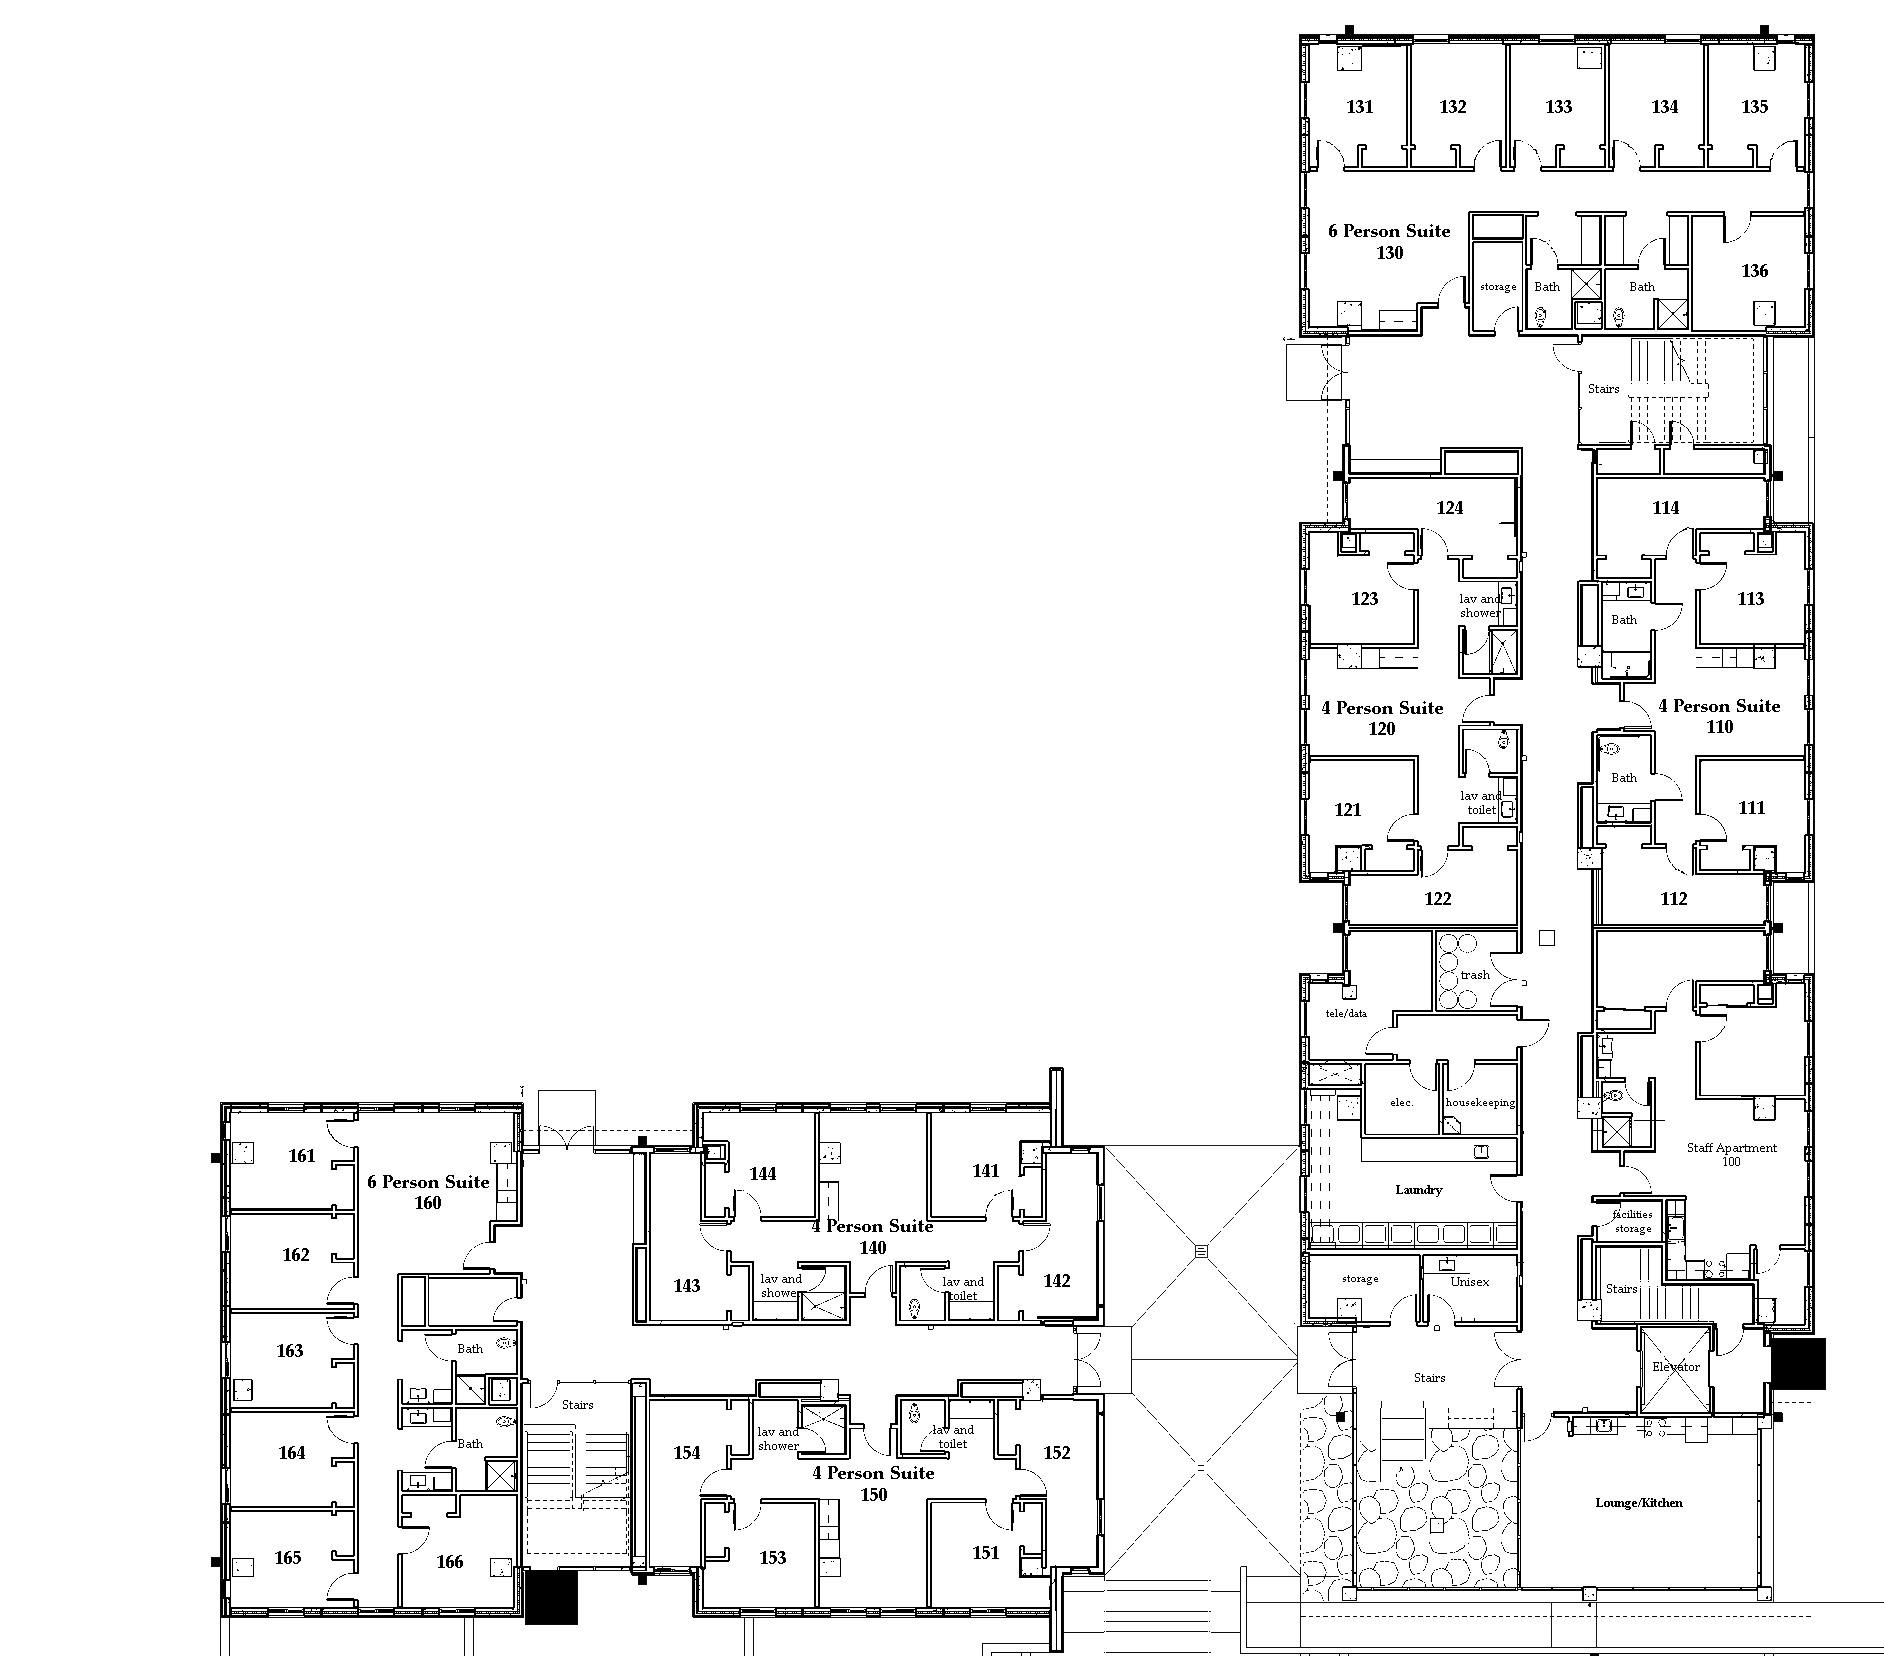 131
132
133
134
135
6 Person Suite
130
storage
Bath
Bath
136
Stairs
124
114
123
lav and
shower
Bath
113
4 Person Suite
120
4 Person Suite
110
121
lav and
toilet
Bath
111
122
112
trash
tele/data
elec.
housekeeping
Staff Apartment
100
Laundry
facilities
storage
storage
Unisex
Stairs
Stairs
Elevator
Lounge/Kitchen
161
6 Person Suite
160
162
163
Bath
164
Bath
165
166
Stairs
144
141
4 Person Suite
140
143
lav and
shower
lav and
toilet
142
154
lav and
shower
lav and
toilet
152
4 Person Suite
150
153
151